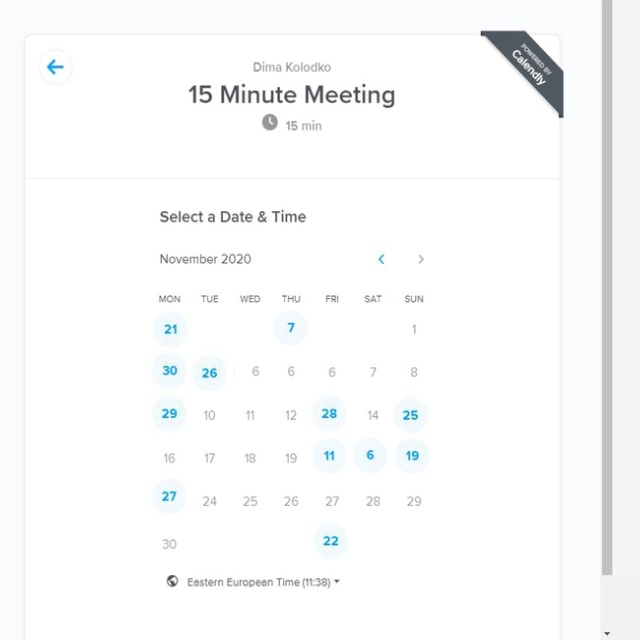 POWERED BY
Calendly
Dima Kolodko
15 Minute Meeting
15 min
Select a Date & Time
November 2020
MON TUE WED THU FRI SAT SUN
21 7 1
30 26 6 6 6 7 8
29 10 11 12 28 14 25
16 17 18 19 11 6 19
27 24 25 26 27 28 29
30 22
Eastern European Time (11:38)